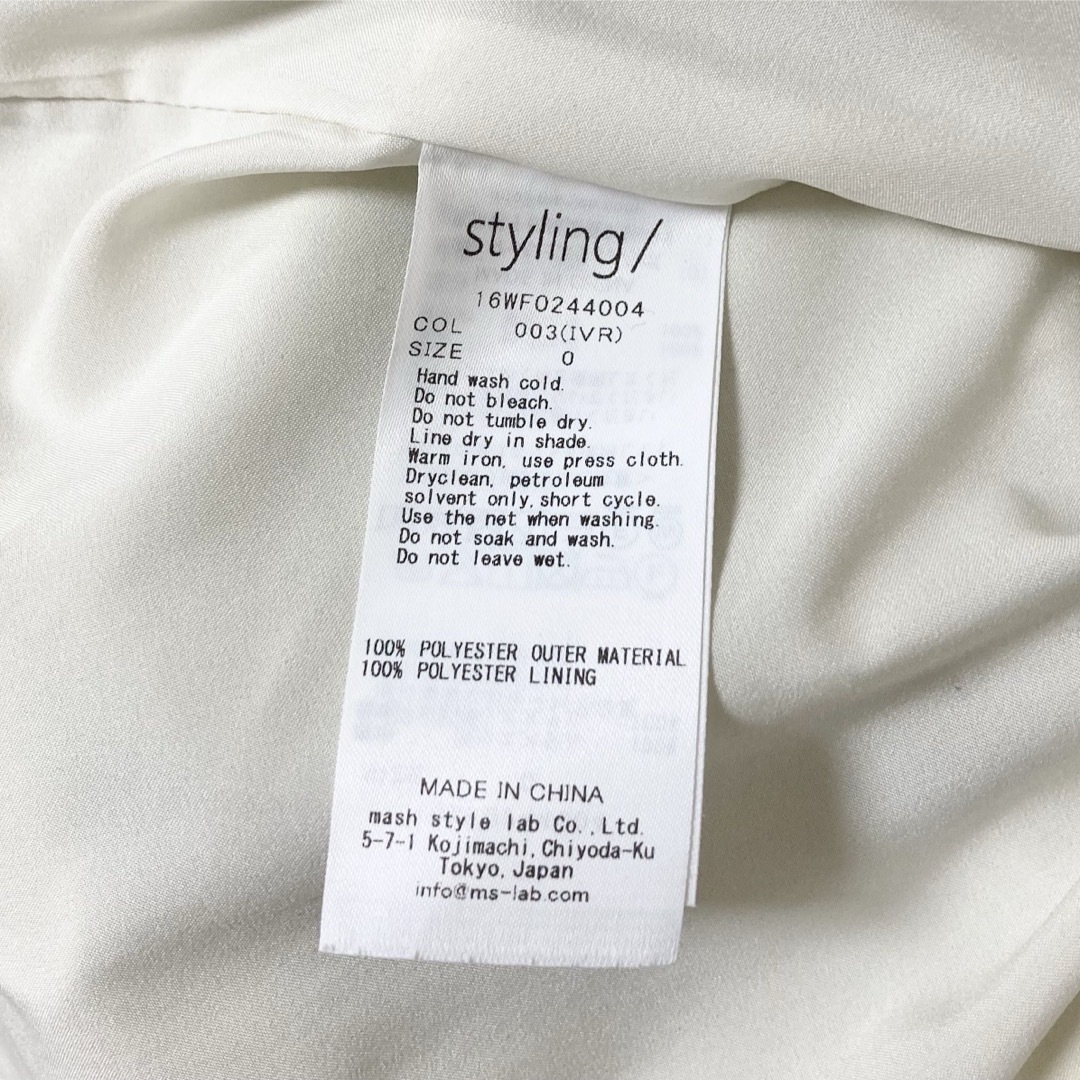 styling/
16WF0244004
COL 003(IVR)
SIZE 0
Hand wash cold.
Do not bleach.
Do not tumble dry.
Line dry in shade.
Warm iron, use press cloth.
Dryclean, petroleum
solvent only, short cycle.
Use the net when washing.
Do not soak and wash.
Do not leave wet.
100% POLYESTER OUTER MATERIAL
100% POLYESTER LINING
MADE IN CHINA
mash style lab Co.,Ltd.
5-7-1 Kojimachi,Chiyoda-Ku
Tokyo,Japan
info@ms-lab.com